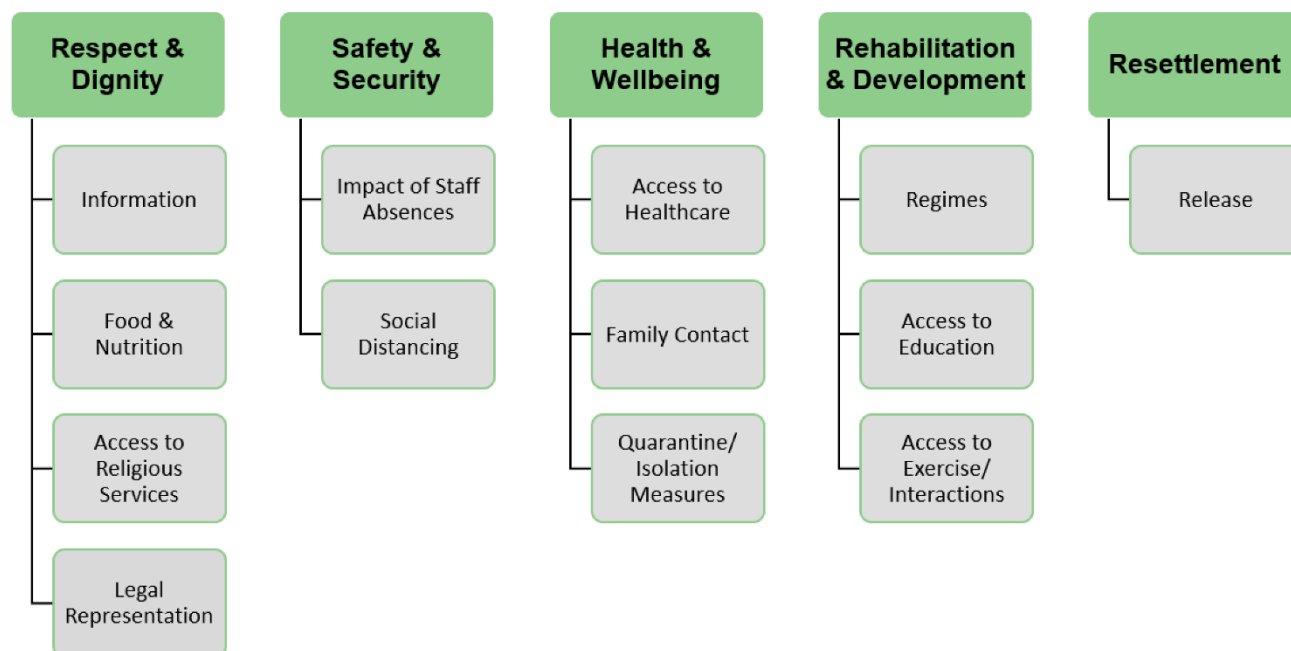 Respect &
Dignity
Information
Food &
Nutrition
Access to
Religious
Services
Legal
Representation
Safety &
Security
Impact of Staff
Absences
Social
Distancing
Health &
Wellbeing
Access to
Healthcare
Family Contact
Quarantine/
Isolation
Measures
Rehabilitation
& Development
Regimes
Access to
Education
Access to
Exercise/
Interactions
Resettlement
Release